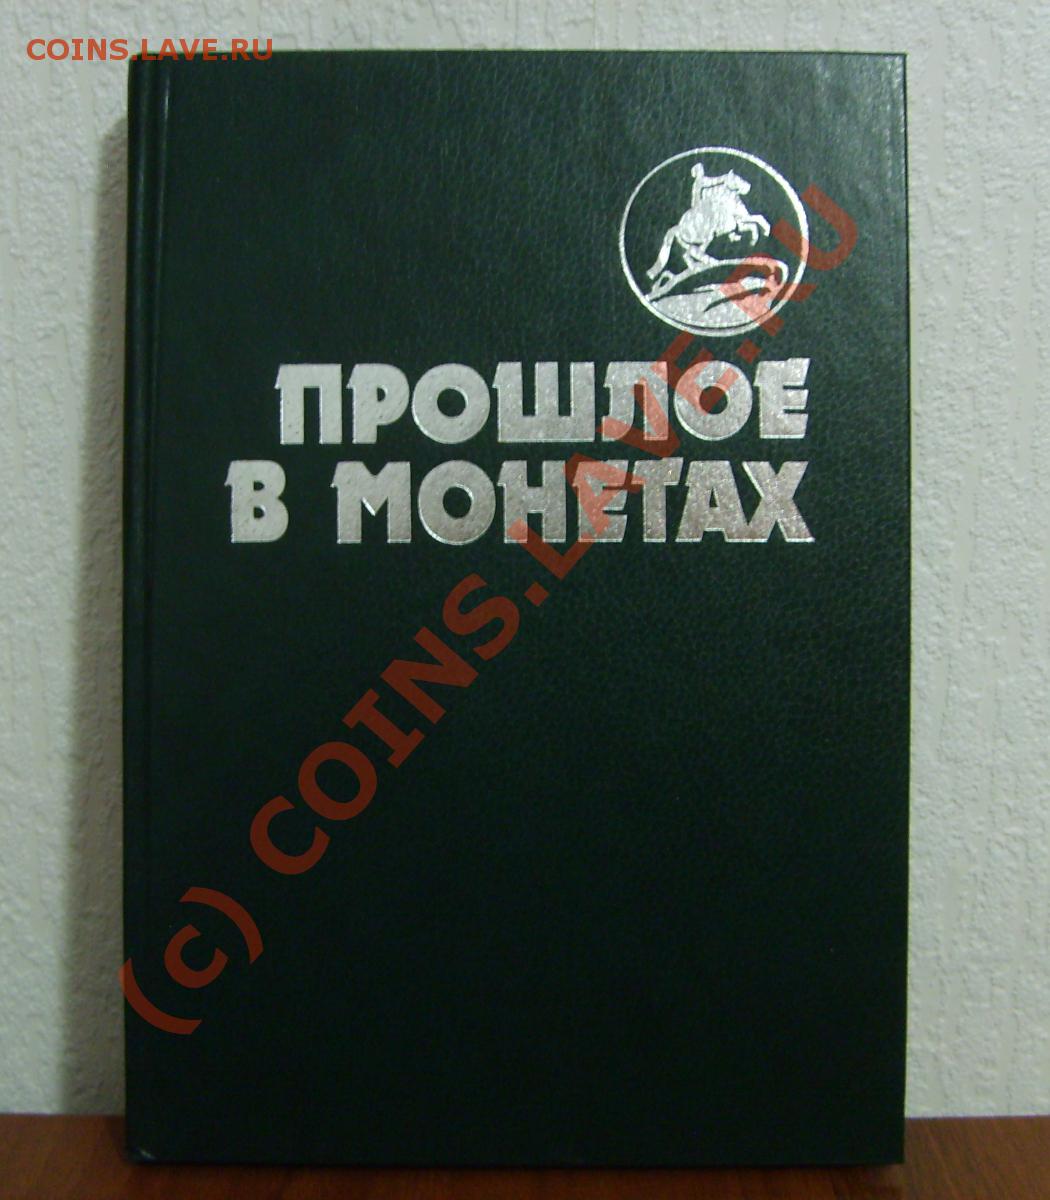 COINS.LAVE.RU
ПРОШЛОЕ
В МОНЕТАХ
(c) COINS.LAVE.RU